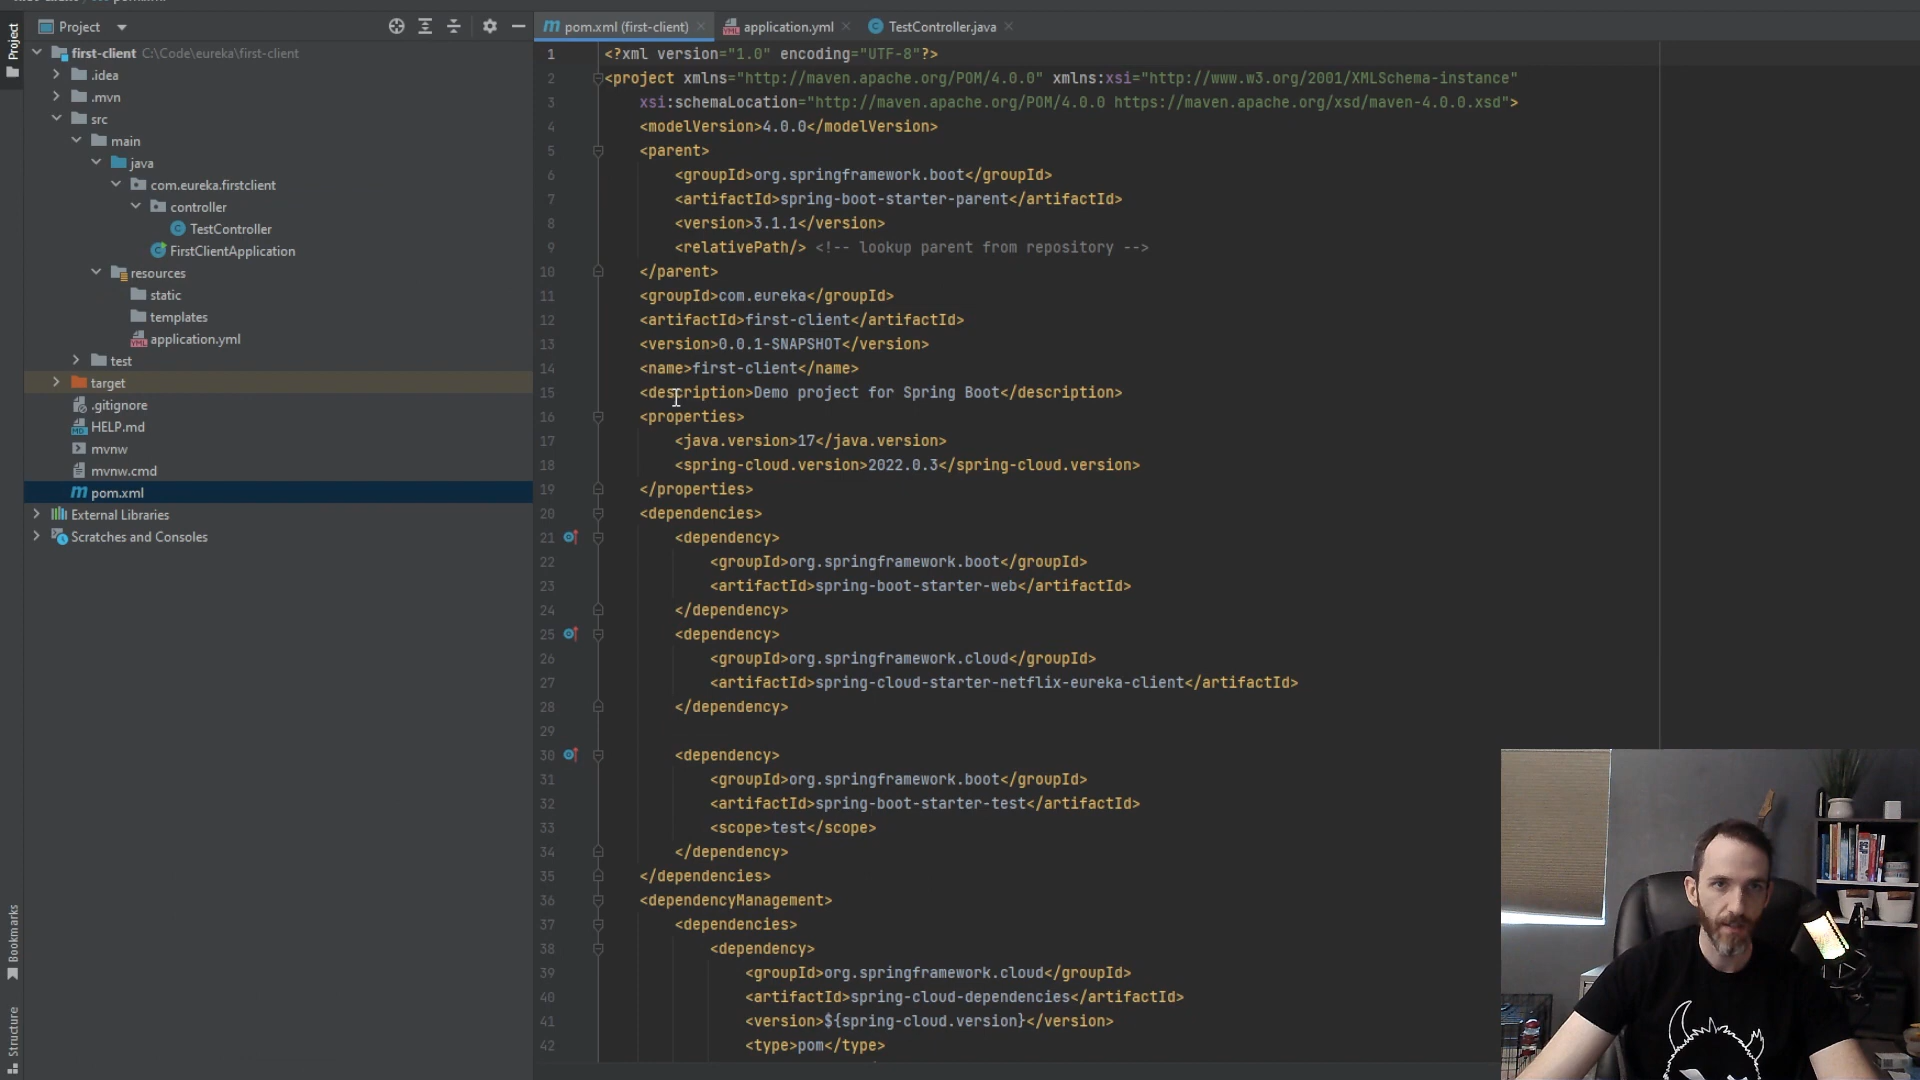 Project
pom.xml (first-client)
application.yml
TestController.java
Project
Bookmarks
Structure
first-client C:\Code\eureka\first-client
.idea
.mvn
src
main
java
com.eureka.firstclient
controller
TestController
FirstClientApplication
resources
static
templates
application.yml
test
target
.gitignore
HELP.md
mvnw
mvnw.cmd
pom.xml
External Libraries
Scratches and Consoles
1 <?xml version="1.0" encoding="UTF-8"?>
2 <project xmlns="http://maven.apache.org/POM/4.0.0" xmlns:xsi="http://www.w3.org/2001/XMLSchema-instance"
3 xsi:schemaLocation="http://maven.apache.org/POM/4.0.0 https://maven.apache.org/xsd/maven-4.0.0.xsd">
4 <modelVersion>4.0.0</modelVersion>
5 <parent>
6 <groupId>org.springframework.boot</groupId>
7 <artifactId>spring-boot-starter-parent</artifactId>
8 <version>3.1.1</version>
9 <relativePath/> <!-- lookup parent from repository -->
10 </parent>
11 <groupId>com.eureka</groupId>
12 <artifactId>first-client</artifactId>
13 <version>0.0.1-SNAPSHOT</version>
14 <name>first-client</name>
15 <description>Demo project for Spring Boot</description>
16 <properties>
17 <java.version>17</java.version>
18 <spring-cloud.version>2022.0.3</spring-cloud.version>
19 </properties>
20 <dependencies>
21 <dependency>
22 <groupId>org.springframework.boot</groupId>
23 <artifactId>spring-boot-starter-web</artifactId>
24 </dependency>
25 <dependency>
26 <groupId>org.springframework.cloud</groupId>
27 <artifactId>spring-cloud-starter-netflix-eureka-client</artifactId>
28 </dependency>
29
30 <dependency>
31 <groupId>org.springframework.boot</groupId>
32 <artifactId>spring-boot-starter-test</artifactId>
33 <scope>test</scope>
34 </dependency>
35 </dependencies>
36 <dependencyManagement>
37 <dependencies>
38 <dependency>
39 <groupId>org.springframework.cloud</groupId>
40 <artifactId>spring-cloud-dependencies</artifactId>
41 <version>${spring-cloud.version}</version>
42 <type>pom</type>